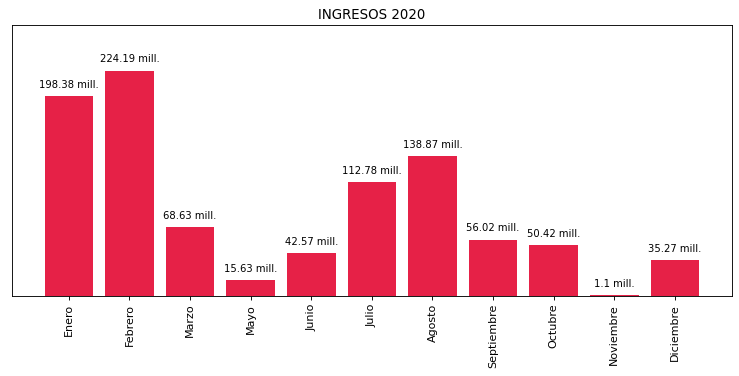 INGRESOS 2020
198.38 mill.
224.19 mill.
68.63 mill.
15.63 mill.
42.57 mill.
112.78 mill.
138.87 mill.
56.02 mill.
50.42 mill.
1.1 mill.
35.27 mill.
Enero
Febrero
Marzo
Mayo
Junio
Julio
Agosto
Septiembre
Octubre
Noviembre
Diciembre